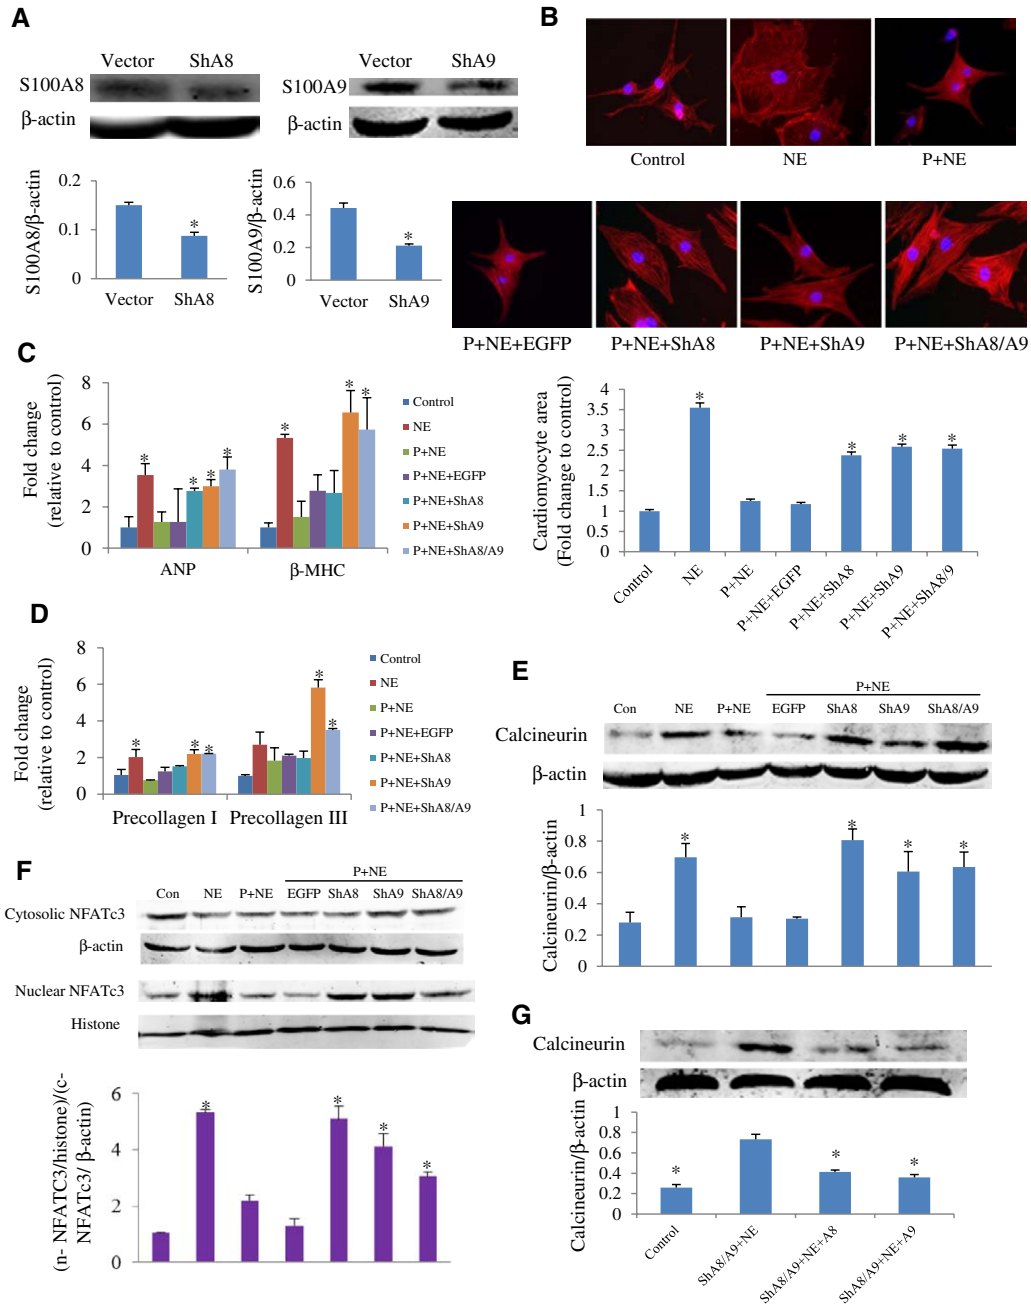 A
Vector ShA8
S100A8
β-actin
Vector ShA9
S100A9
β-actin
S100A8/β-actin
0.2
0.1
0
*
Vector ShA8
S100A9/β-actin
0.6
0.4
0.2
0
*
Vector ShA9
B
Control NE P+NE
P+NE+EGFP P+NE+ShA8 P+NE+ShA9 P+NE+ShA8/A9
Cardiomyocyte area
(Fold change to control)
4
3.5
3
2.5
2
1.5
1
0.5
0
* * * *
Control
NE
P+NE
P+NE+EGFP
P+NE+ShA8
P+NE+ShA9
P+NE+ShA8/9
C
Fold change
(relative to control)
8
6
4
2
0
* * * * * * *
ANP β-MHC
Control
NE
P+NE
P+NE+EGFP
P+NE+ShA8
P+NE+ShA9
P+NE+ShA8/A9
D
Fold change
(relative to control)
8
6
4
2
0
* * * * *
Precollagen I Precollagen III
Control
NE
P+NE
P+NE+EGFP
P+NE+ShA8
P+NE+ShA9
P+NE+ShA8/A9
E
P+NE
Con NE P+NE EGFP ShA8 ShA9 ShA8/A9
Calcineurin
β-actin
Calcineurin/β-actin
1
0.8
0.6
0.4
0.2
0
* * * *
F
P+NE
Con NE P+NE EGFP ShA8 ShA9 ShA8/A9
Cytosolic NFATc3
β-actin
Nuclear NFATc3
Histone
(n- NFATC3/histone)/(c-
NFATc3/ β-actin)
6
4
2
0
* * * *
G
Calcineurin
β-actin
Calcineurin/β-actin
1
0.8
0.6
0.4
0.2
0
* * *
Control
ShA8/A9+NE
ShA8/A9+NE+A8
ShA8/A9+NE+A9